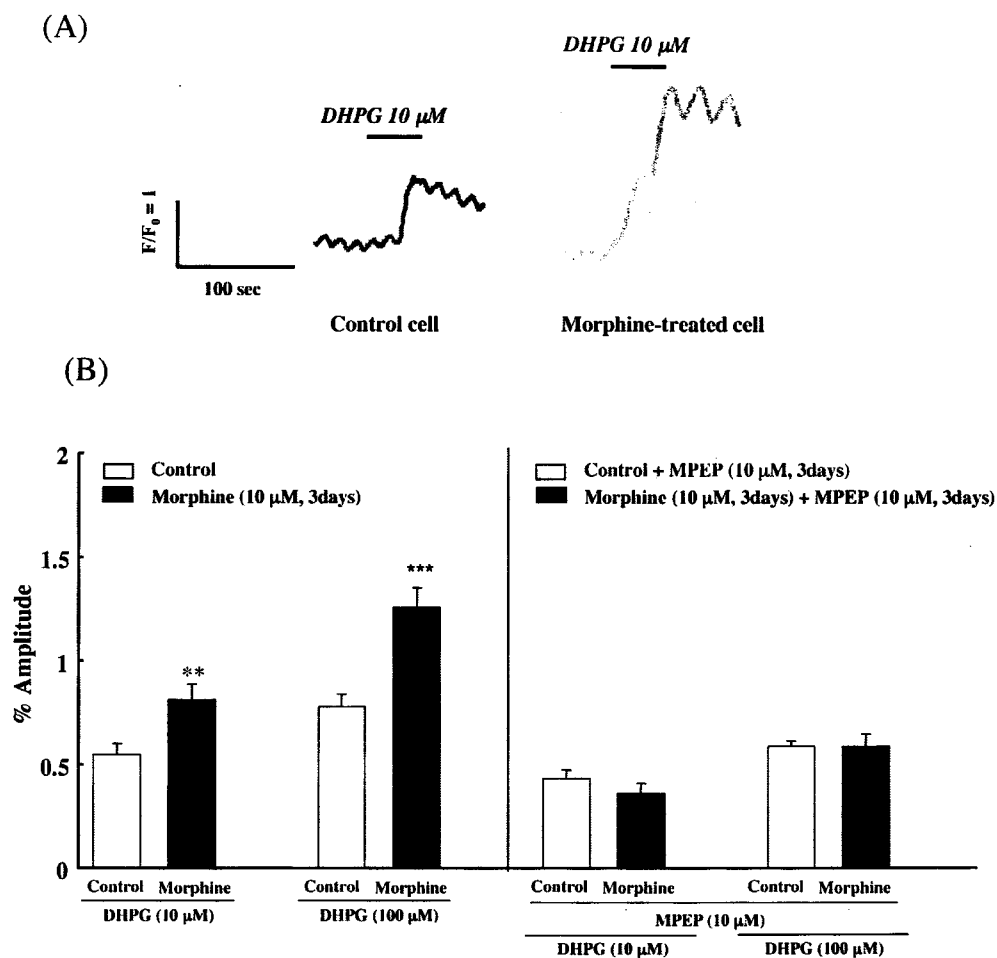 (A)
DHPG 10 µM
DHPG 10 µM
F/F0 = 1
100 sec
Control cell
Morphine-treated cell
(B)
% Amplitude
2
1.5
1
0.5
0
Control
Morphine (10 µM, 3days)
Control + MPEP (10 µM, 3days)
Morphine (10 µM, 3days) + MPEP (10 µM, 3days)
**
***
Control Morphine Control Morphine Control Morphine Control Morphine
DHPG (10 µM) DHPG (100 µM) MPEP (10 µM)
DHPG (10 µM) DHPG (100 µM)